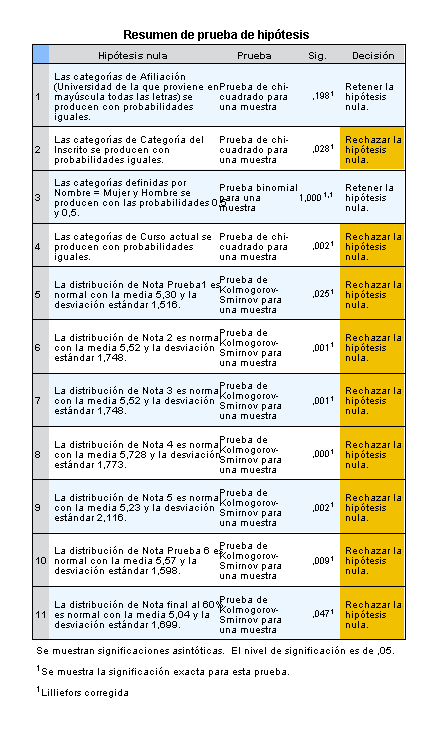 Resumen de prueba de hipótesis
Hipótesis nula Prueba Sig. Decisión
1
Las categorías de Afiliación
(Universidad de la que proviene en
mayúscula todas las letras) se
producen con probabilidades
iguales.
Prueba de chi-
cuadrado para
una muestra
,198¹
Retener la
hipótesis
nula.
2
Las categorías de Categoría del
Inscrito se producen con
probabilidades iguales.
Prueba de chi-
cuadrado para
una muestra
,028¹
Rechazar la
hipótesis
nula.
3
Las categorías definidas por
Nombre = Mujer y Hombre se
producen con las probabilidades
y 0,5.
Prueba binomial
para una
muestra
1,000¹,¹
Retener la
hipótesis
nula.
4
Las categorías de Curso actual se
producen con probabilidades
iguales.
Prueba de chi-
cuadrado para
una muestra
,002¹
Rechazar la
hipótesis
nula.
5
La distribución de Nota Prueba1 es
normal con la media 5,30 y la
desviación estándar 1,516.
Prueba de
Kolmogorov-
Smirnov para
una muestra
,025¹
Rechazar la
hipótesis
nula.
6
La distribución de Nota 2 es norma
con la media 5,52 y la desviación
estándar 1,748.
Prueba de
Kolmogorov-
Smirnov para
una muestra
,001¹
Rechazar la
hipótesis
nula.
7
La distribución de Nota 3 es norma
con la media 5,52 y la desviación
estándar 1,748.
Prueba de
Kolmogorov-
Smirnov para
una muestra
,001¹
Rechazar la
hipótesis
nula.
8
La distribución de Nota 4 es norma
con la media 5,728 y la desviación
estándar 1,773.
Prueba de
Kolmogorov-
Smirnov para
una muestra
,000¹
Rechazar la
hipótesis
nula.
9
La distribución de Nota 5 es norma
con la media 5,23 y la desviación
estándar 2,116.
Prueba de
Kolmogorov-
Smirnov para
una muestra
,002¹
Rechazar la
hipótesis
nula.
10
La distribución de Nota Prueba 6 es
normal con la media 5,57 y la
desviación estándar 1,598.
Prueba de
Kolmogorov-
Smirnov para
una muestra
,009¹
Rechazar la
hipótesis
nula.
11
La distribución de Nota final al 60%
es normal con la media 5,04 y la
desviación estándar 1,699.
Prueba de
Kolmogorov-
Smirnov para
una muestra
,047¹
Rechazar la
hipótesis
nula.
Se muestran significaciones asintóticas. El nivel de significación es de ,05.
¹Se muestra la significación exacta para esta prueba.
¹Lilliefors corregida